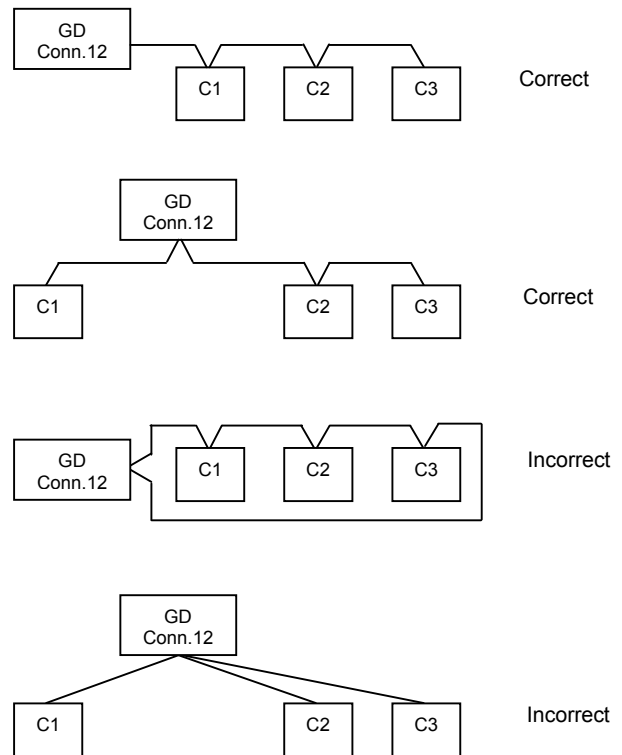 GD
Conn.12
C1
C2
C3
Correct
GD
Conn.12
C1
C2
C3
Correct
GD
Conn.12
C1
C2
C3
Incorrect
GD
Conn.12
C1
C2
C3
Incorrect